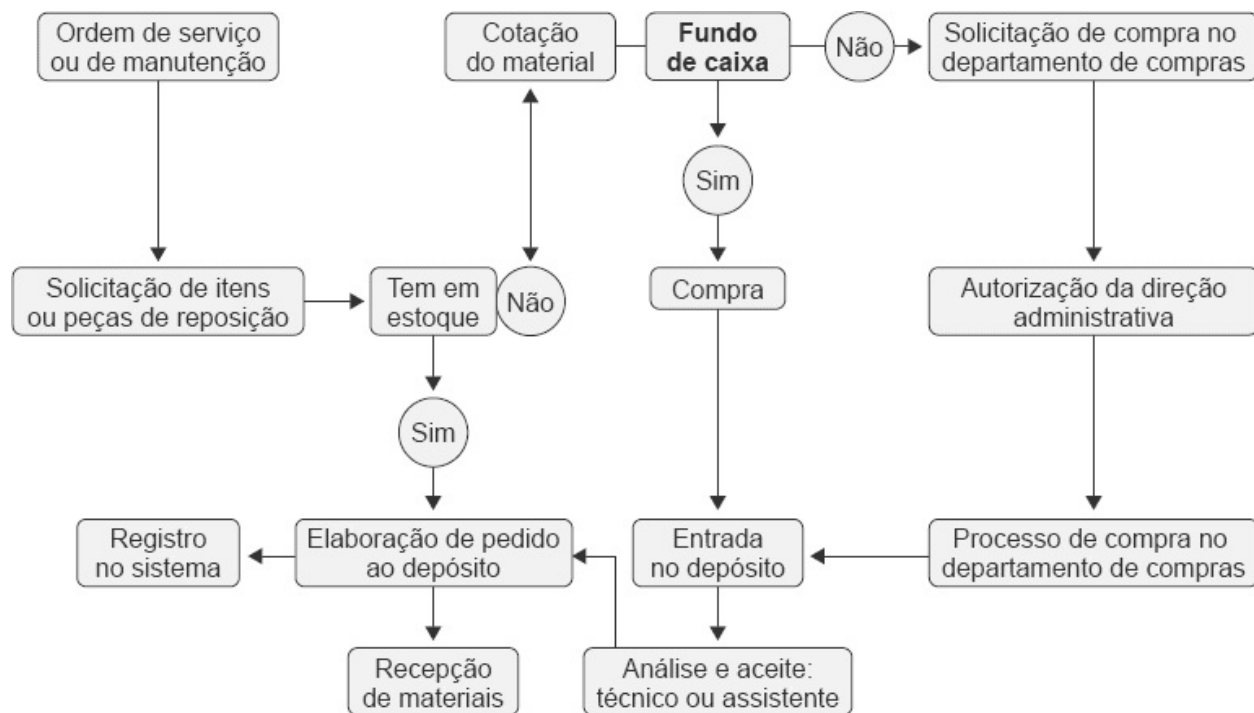 Ordem de serviço
ou de manutenção
Cotação
do material
Fundo
de caixa
Não
Solicitação de compra no
departamento de compras
Sim
Solicitação de itens
ou peças de reposição
Tem em
estoque
Não
Compra
Autorização da direção
administrativa
Sim
Registro
no sistema
Elaboração de pedido
ao depósito
Entrada
no depósito
Processo de compra no
departamento de compras
Recepção
de materiais
Análise e aceite:
técnico ou assistente